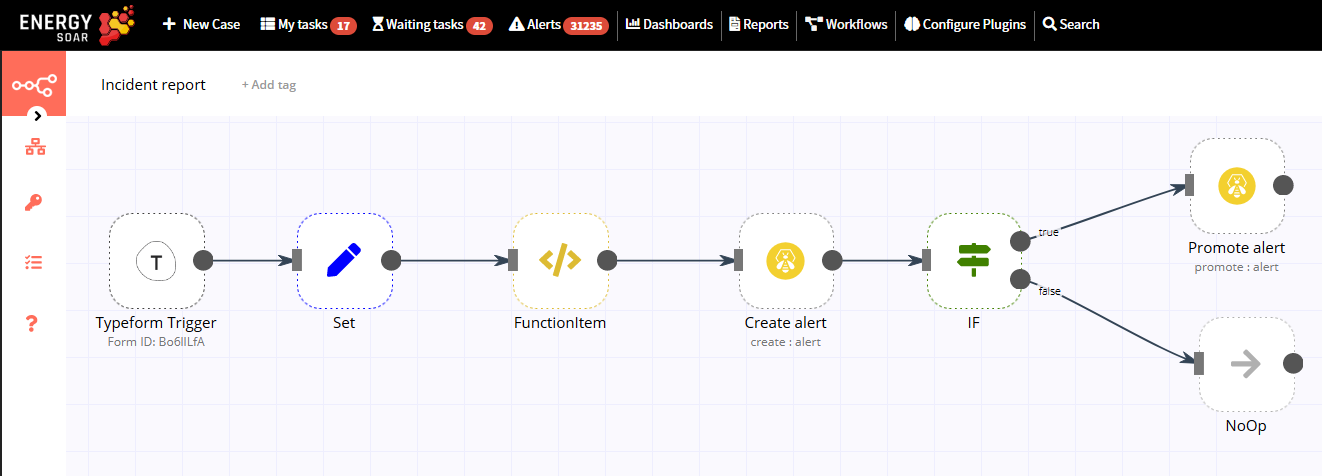 ENERGY
SOAR
New Case
My tasks 17
Waiting tasks 42
Alerts 31235
Dashboards
Reports
Workflows
Configure Plugins
Search
Incident report
+ Add tag
T
Typeform Trigger
Form ID: Bo6IILfA
Set
FunctionItem
Create alert
create : alert
IF
true
false
Promote alert
promote : alert
NoOp